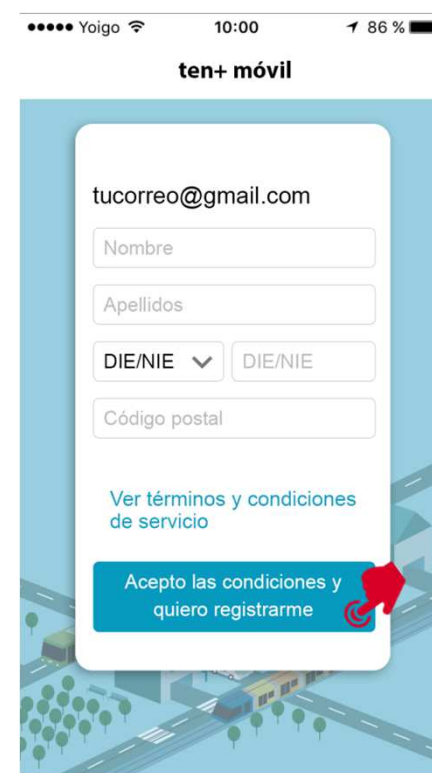 Yoigo 10:00 86 %
ten+ móvil
tucorreo@gmail.com
Nombre
Apellidos
DIE/NIE DIE/NIE
Código postal
Ver términos y condiciones
de servicio
Acepto las condiciones y
quiero registrarme